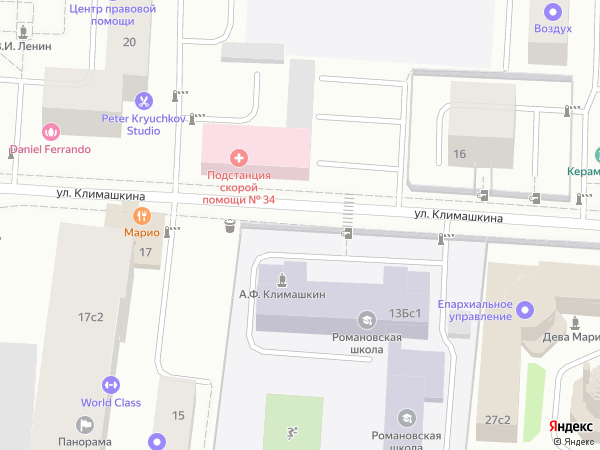 Центр правовой
помощи
20
В.И. Ленин
Воздух
Peter Kryuchkov
Studio
Daniel Ferrando
16
Керам
Подстанция
скорой
помощи № 34
ул. Климашкина
ул. Климашкина
Марио
17
А.Ф. Климашкин
17с2
13Бс1
Епархиальное
управление
Романовская
школа
Дева Мари
World Class
15
Панорама
Романовская
школа
27с2
Яндекс
© Яндекс